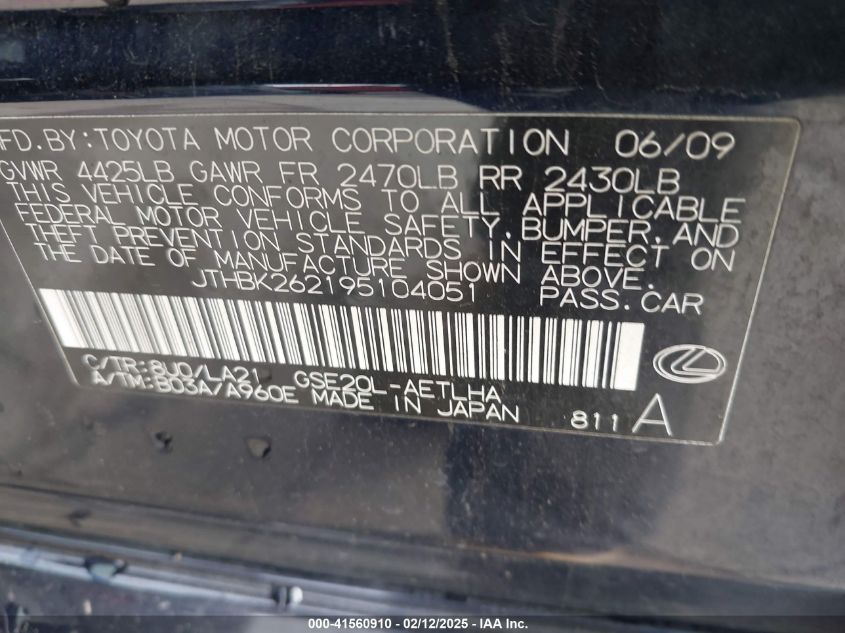 FD. BY: TOYOTA MOTOR CORPORATION 06/09
GVWR 4425LB GAWR FR 2470LB RR 2430LB
THIS VEHICLE CONFORMS TO ALL APPLICABLE
FEDERAL MOTOR VEHICLE SAFETY, BUMPER, AND
THEFT PREVENTION STANDARDS IN EFFECT ON
THE DATE OF MANUFACTURE SHOWN ABOVE.
JTHBK262195104051 PASS. CAR
C/TR: 8U0/LA21 GSE20L-AETLHA
A/TM: B03A/A960E MADE IN JAPAN 811A
000-41560910 - 02/12/2025 - IAA Inc.